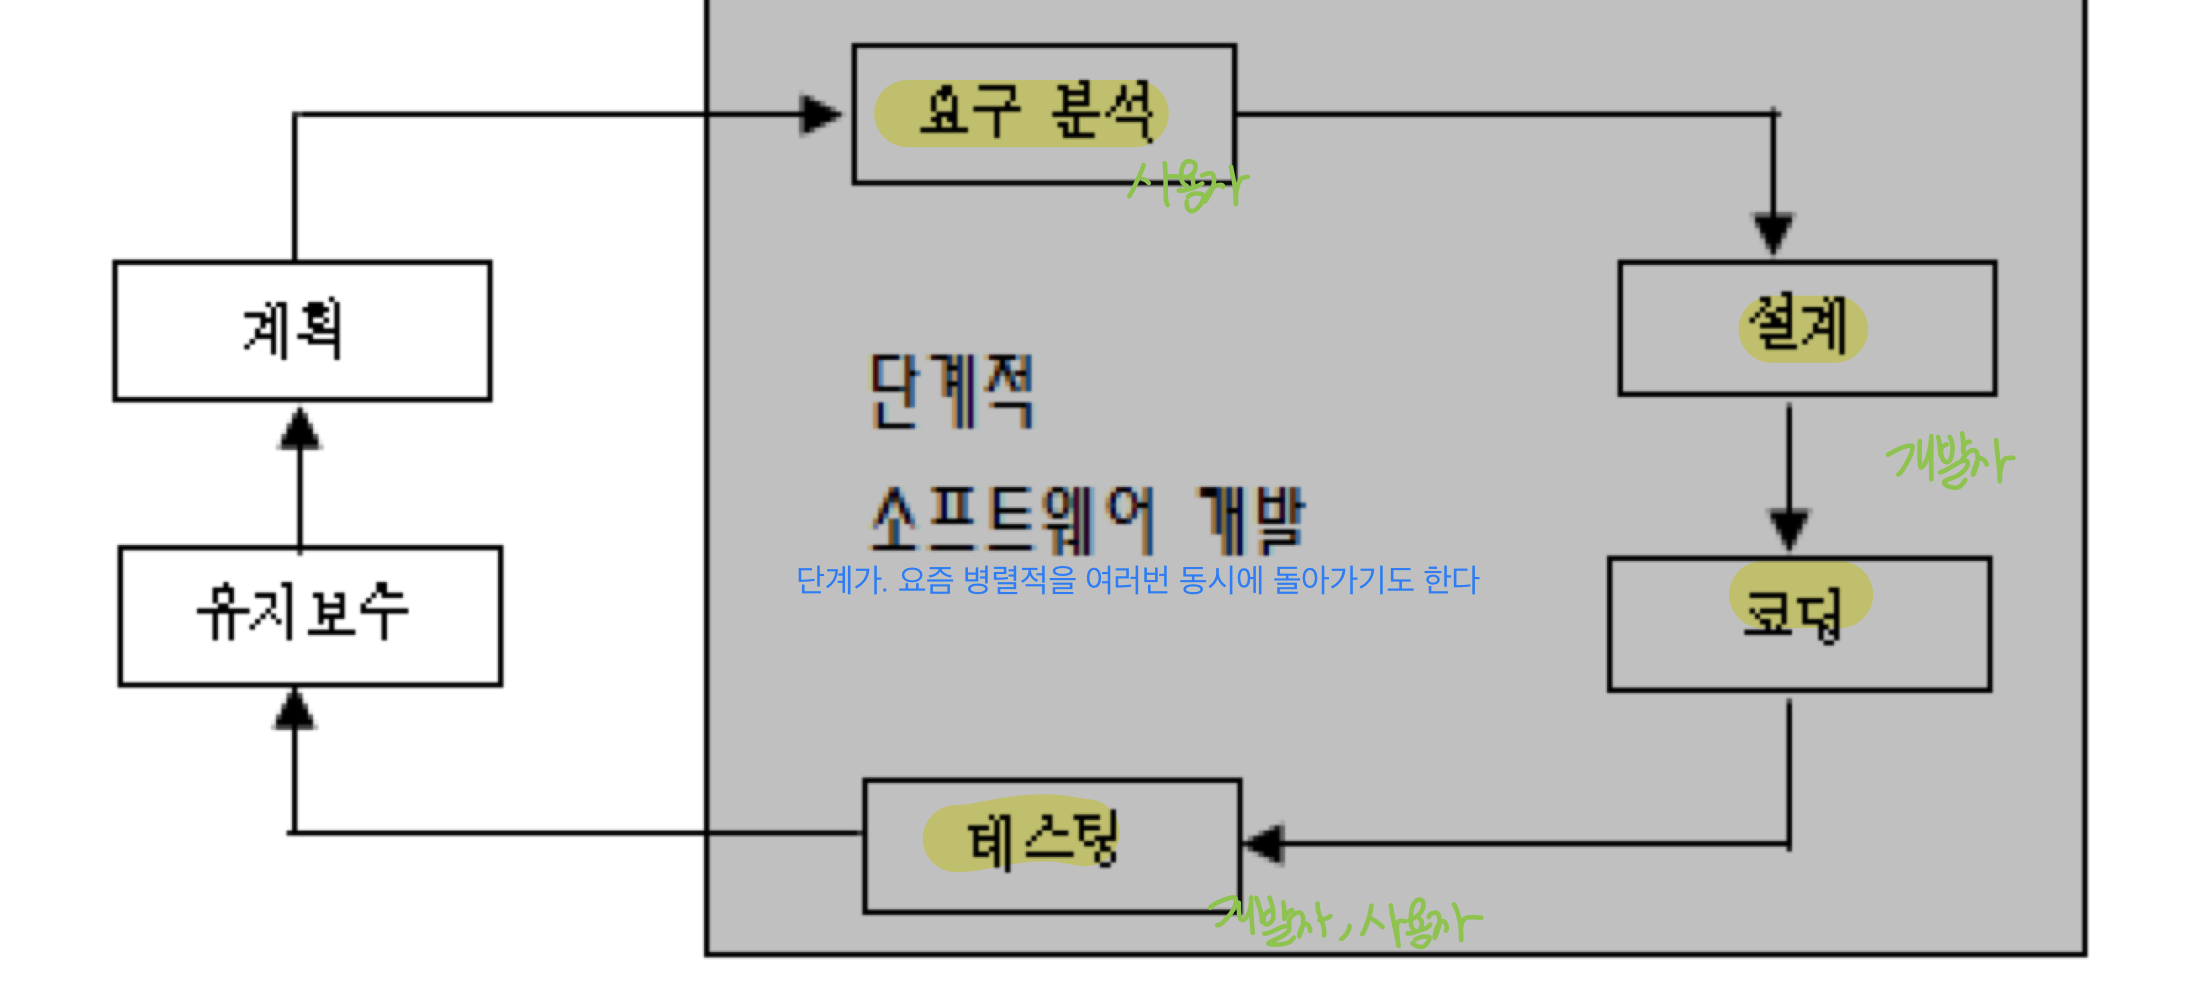 요구 분석
사용자
계획
설계
단계적
개발자
소프트웨어 개발
단계가. 요즘 병렬적을 여러번 동시에 돌아가기도 한다
유지보수
코딩
테스팅
개발자, 사용자